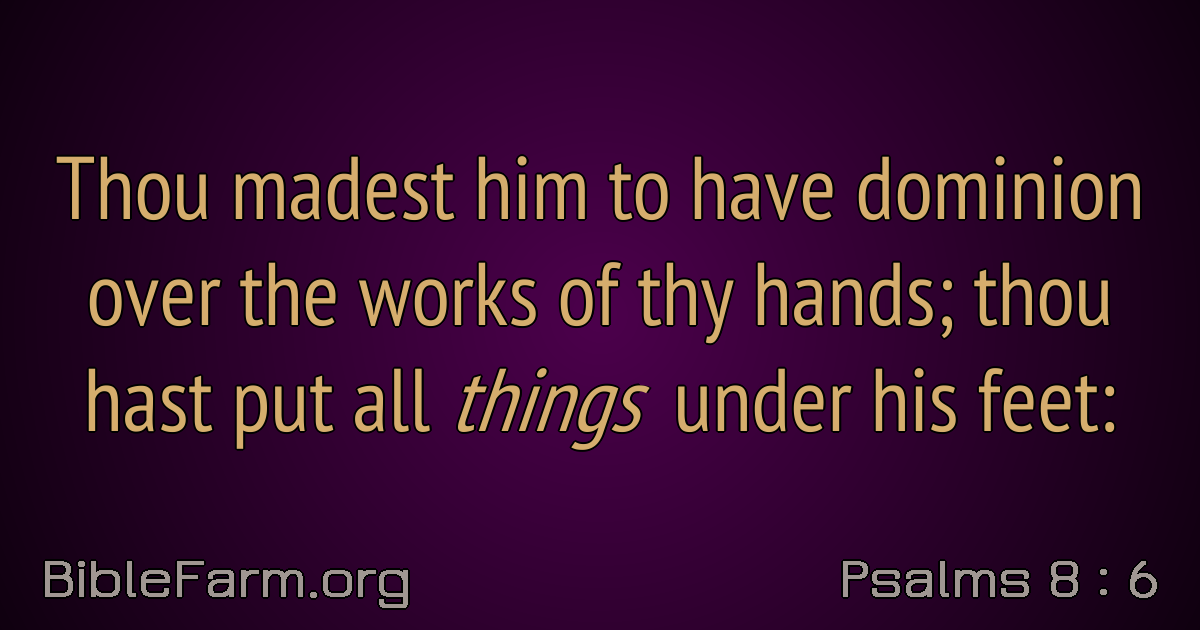 Thou madest him to have dominion
over the works of thy hands; thou
hast put all things under his feet:
BibleFarm.org
Psalms 8 : 6